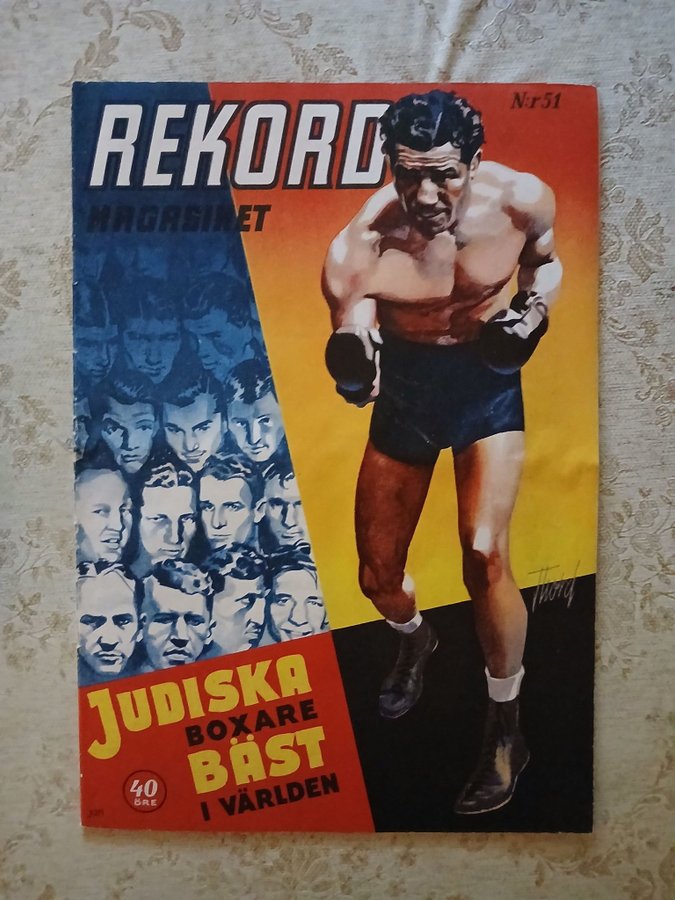 REKORD
MAGASINET
N:r 51
Thord
JUDISKA
BOXARE
BÄST
I VÄRLDEN
40
ÖRE